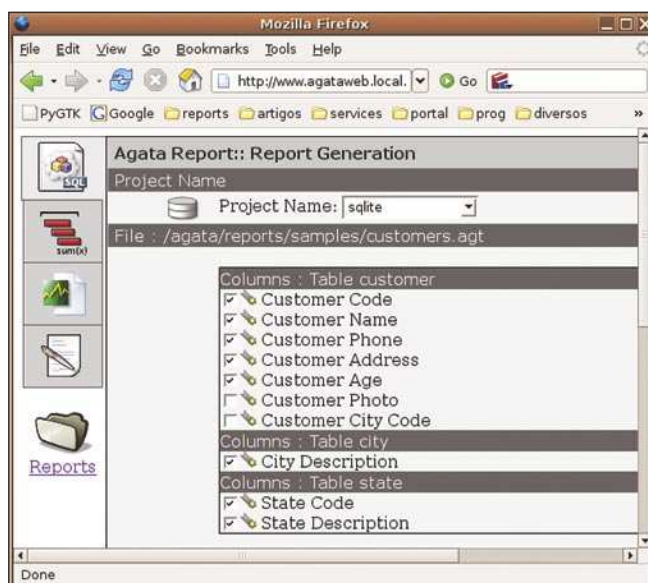 Mozilla Firefox
File Edit View Go Bookmarks Tools Help
http://www.agataweb.local. Go
PyGTK Google reports artigos services portal prog diversos »
SQL
Agata Report:: Report Generation
Project Name
Project Name: sqlite
sum(x)
File : /agata/reports/samples/customers.agt
Columns : Table customer
Customer Code
Customer Name
Customer Phone
Customer Address
Customer Age
Customer Photo
Customer City Code
Columns : Table city
City Description
Reports
Columns : Table state
State Code
State Description
Done